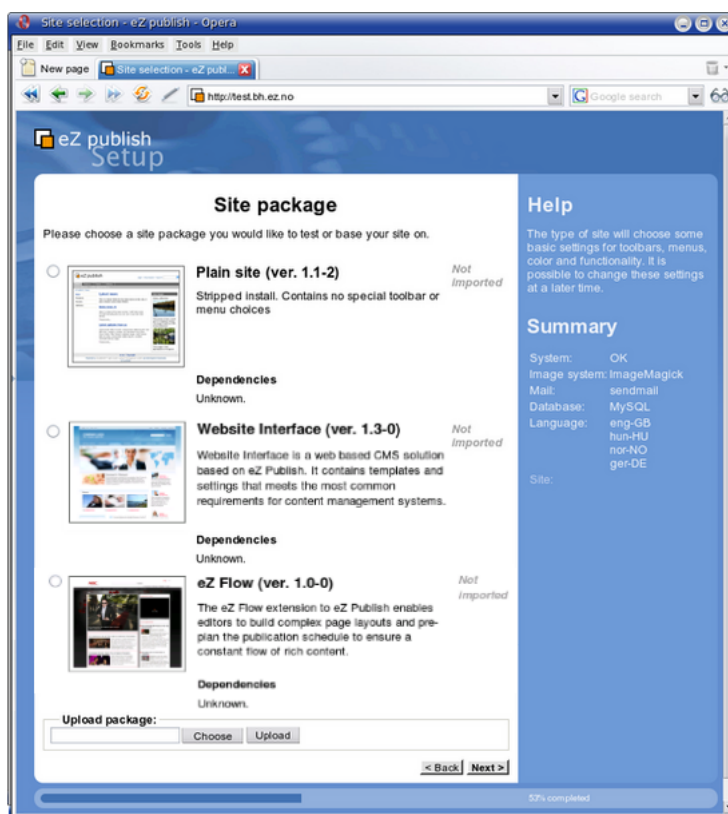 Site selection - eZ publish - Opera
File Edit View Bookmarks Tools Help
New page Site selection - eZ publ...
http://test.bh.ez.no Google search
eZ publish
Setup
Site package
Please choose a site package you would like to test or base your site on.
Plain site (ver. 1.1-2)
Not imported
Stripped install. Contains no special toolbar or
menu choices
Dependencies
Unknown.
Website Interface (ver. 1.3-0)
Not imported
Website Interface is a web based CMS solution
based on eZ Publish. It contains templates and
settings that meets the most common
requirements for content management systems.
Dependencies
Unknown.
eZ Flow (ver. 1.0-0)
Not imported
The eZ Flow extension to eZ Publish enables
editors to build complex page layouts and pre-
plan the publication schedule to ensure a
constant flow of rich content.
Dependencies
Unknown.
Upload package:
Choose Upload
< Back Next >
Help
The type of site will choose some
basic settings for toolbars, menus,
color and functionality. It is
possible to change these settings
at a later time.
Summary
System: OK
Image system: ImageMagick
Mail: sendmail
Database: MySQL
Language: eng-GB
hun-HU
nor-NO
ger-DE
Site:
53% completed